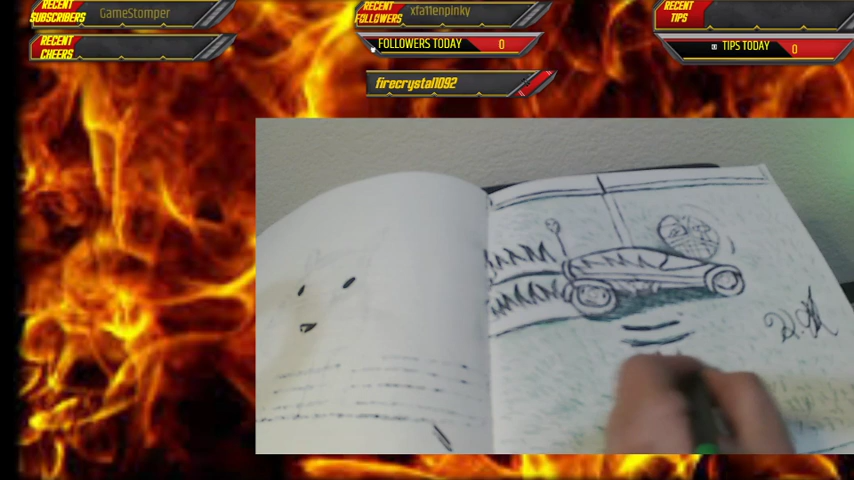 RECENT SUBSCRIBERS GameStomper
RECENT FOLLOWERS xfa11enpinky
RECENT TIPS
RECENT CHEERS
FOLLOWERS TODAY 0
TIPS TODAY 0
firecrystal1092